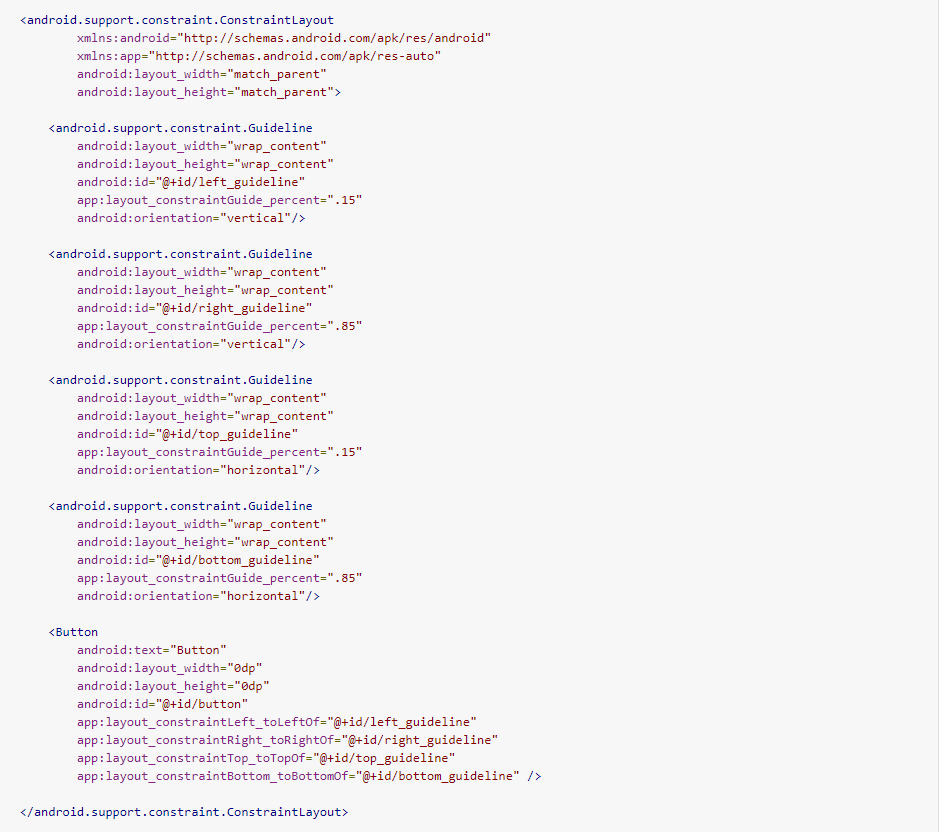 <android.support.constraint.ConstraintLayout
        xmlns:android="http://schemas.android.com/apk/res/android"
        xmlns:app="http://schemas.android.com/apk/res-auto"
        android:layout_width="match_parent"
        android:layout_height="match_parent">

    <android.support.constraint.Guideline
        android:layout_width="wrap_content"
        android:layout_height="wrap_content"
        android:id="@+id/left_guideline"
        app:layout_constraintGuide_percent=".15"
        android:orientation="vertical"/>

    <android.support.constraint.Guideline
        android:layout_width="wrap_content"
        android:layout_height="wrap_content"
        android:id="@+id/right_guideline"
        app:layout_constraintGuide_percent=".85"
        android:orientation="vertical"/>

    <android.support.constraint.Guideline
        android:layout_width="wrap_content"
        android:layout_height="wrap_content"
        android:id="@+id/top_guideline"
        app:layout_constraintGuide_percent=".15"
        android:orientation="horizontal"/>

    <android.support.constraint.Guideline
        android:layout_width="wrap_content"
        android:layout_height="wrap_content"
        android:id="@+id/bottom_guideline"
        app:layout_constraintGuide_percent=".85"
        android:orientation="horizontal"/>

    <Button
        android:text="Button"
        android:layout_width="0dp"
        android:layout_height="0dp"
        android:id="@+id/button"
        app:layout_constraintLeft_toLeftOf="@+id/left_guideline"
        app:layout_constraintRight_toRightOf="@+id/right_guideline"
        app:layout_constraintTop_toTopOf="@+id/top_guideline"
        app:layout_constraintBottom_toBottomOf="@+id/bottom_guideline" />

</android.support.constraint.ConstraintLayout>